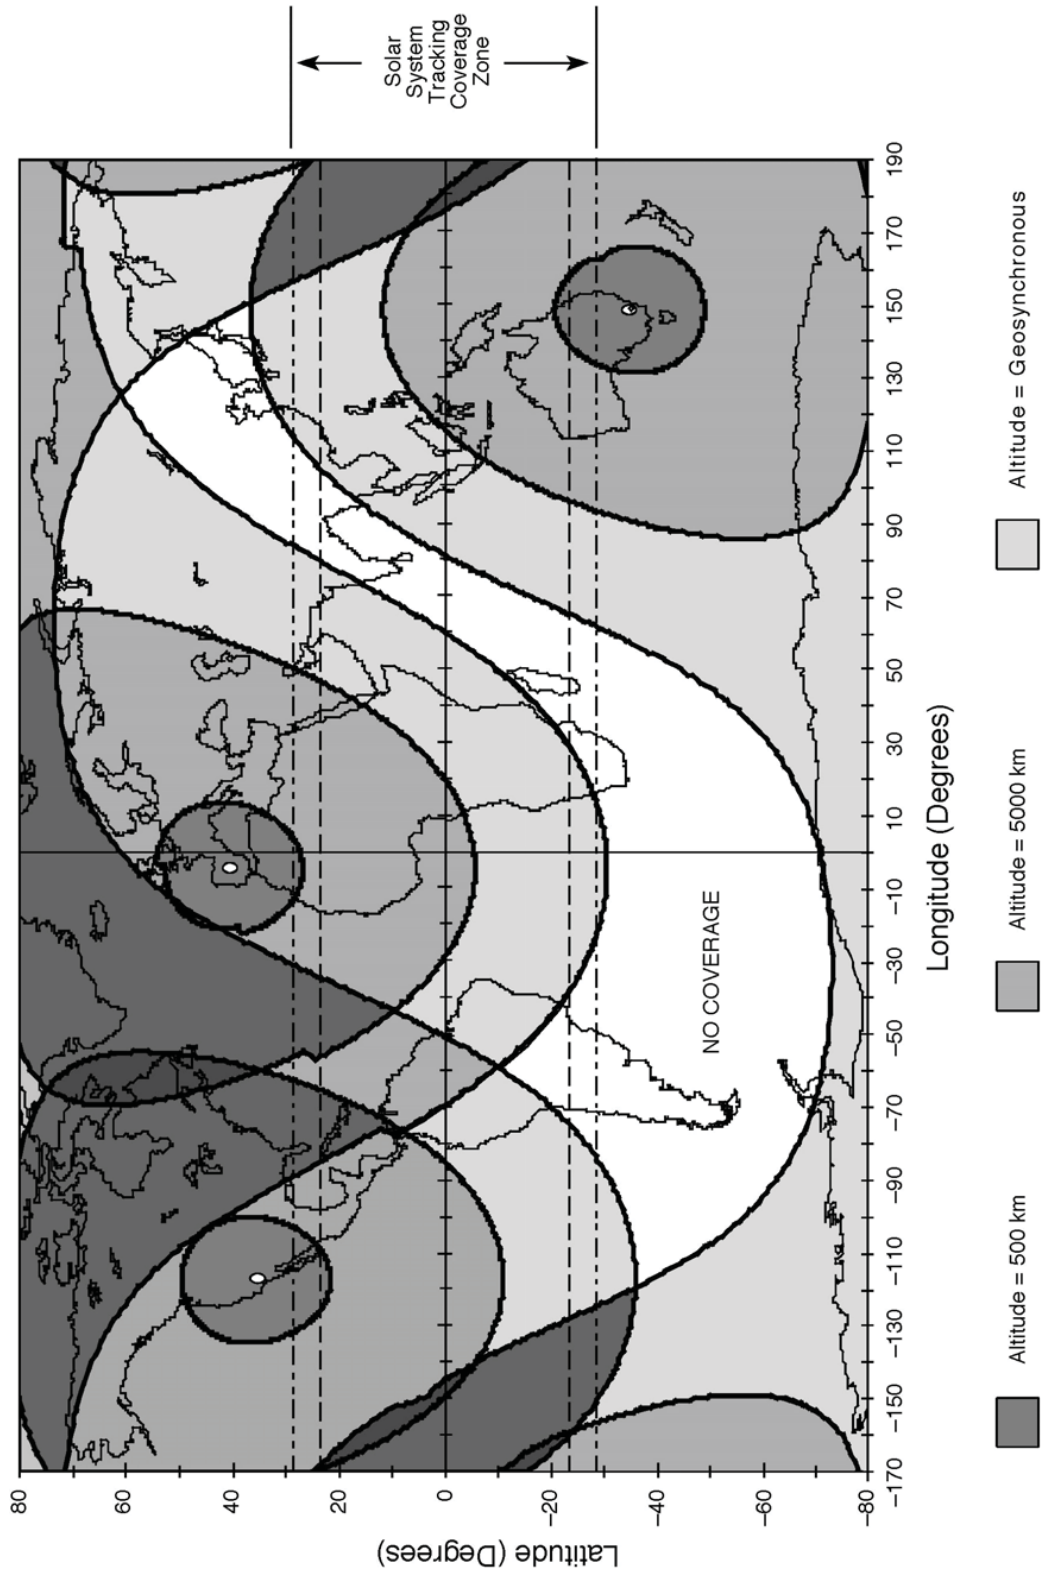 Solar
System
Tracking
Coverage
Zone
80
60
40
20
0
−20
−40
−60
−80
Latitude (Degrees)
NO COVERAGE
−170
−150
−130
−110
−90
−70
−50
−30
−10
10
30
50
70
90
110
130
150
170
190
Longitude (Degrees)
Altitude = 500 km
Altitude = 5000 km
Altitude = Geosynchronous